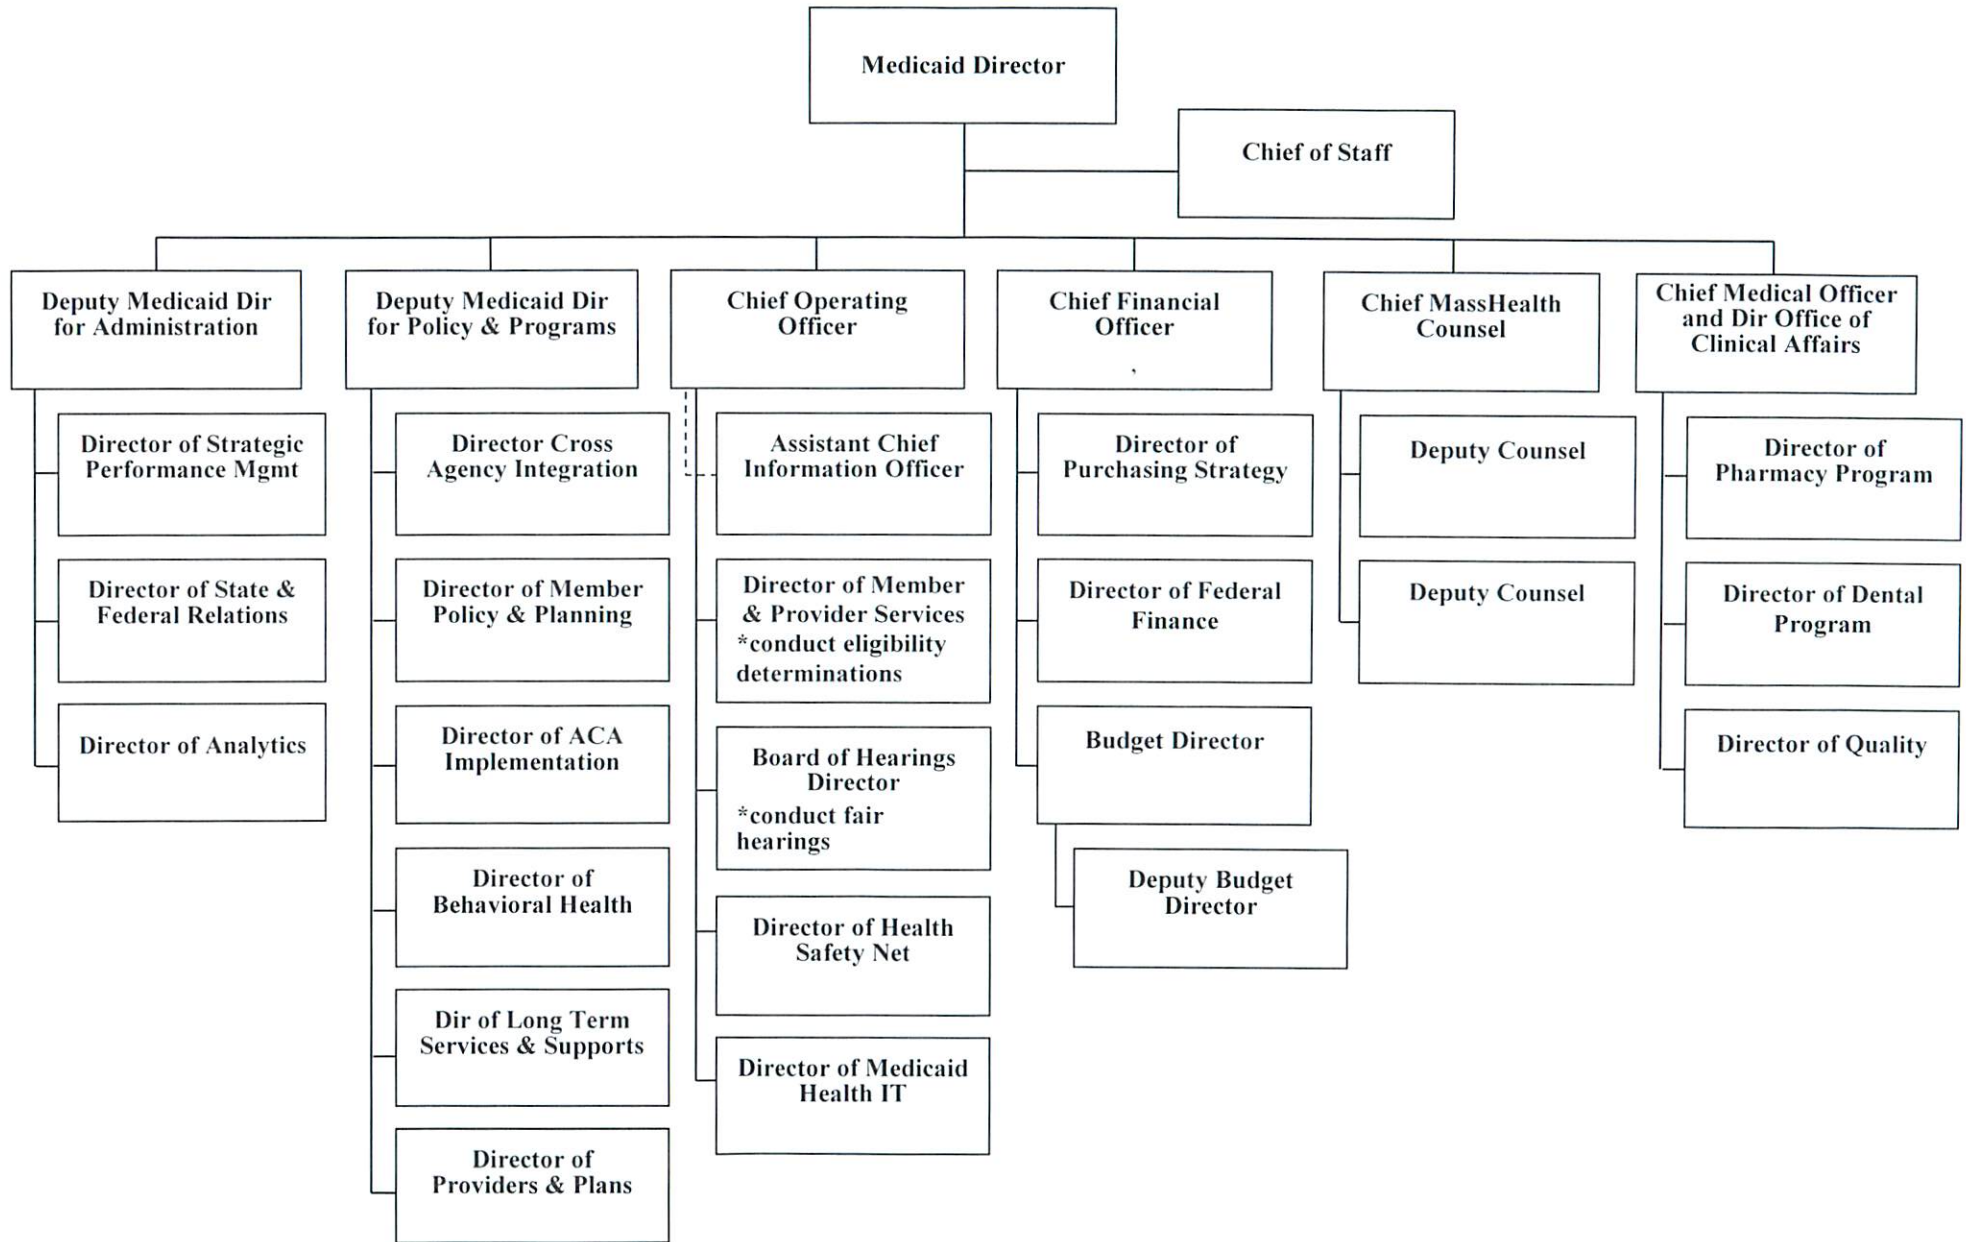 Medicaid Director
Chief of Staff
Deputy Medicaid Dir
for Administration
Deputy Medicaid Dir
for Policy & Programs
Chief Operating
Officer
Chief Financial
Officer
,
Chief MassHealth
Counsel
Chief Medical Officer
and Dir Office of
Clinical Affairs
Director of Strategic
Performance Mgmt
Director of State &
Federal Relations
Director of Analytics
Director Cross
Agency Integration
Director of Member
Policy & Planning
Director of ACA
Implementation
Director of
Behavioral Health
Dir of Long Term
Services & Supports
Director of
Providers & Plans
Assistant Chief
Information Officer
Director of Member
& Provider Services
*conduct eligibility
determinations
Board of Hearings
Director
*conduct fair
hearings
Director of Health
Safety Net
Director of Medicaid
Health IT
Director of
Purchasing Strategy
Director of Federal
Finance
Budget Director
Deputy Budget
Director
Deputy Counsel
Deputy Counsel
Director of
Pharmacy Program
Director of Dental
Program
Director of Quality